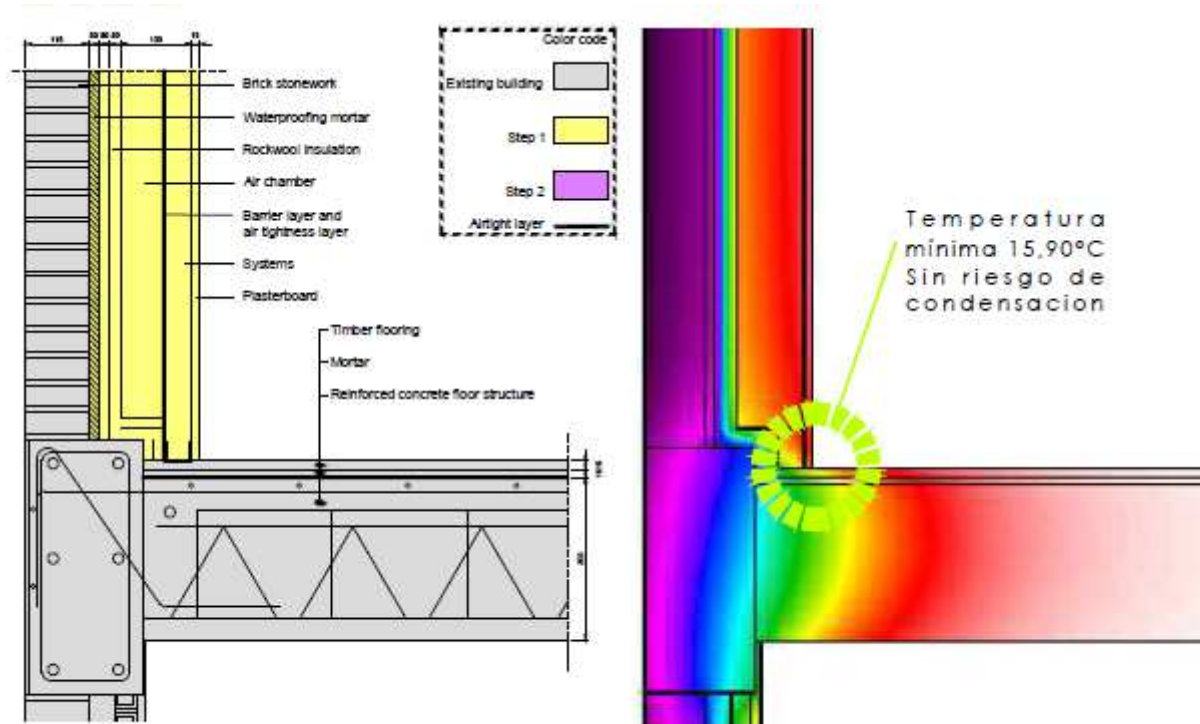 Color code
Existing building
Step 1
Step 2
Airtight layer
Brick stonework
Waterproofing mortar
Rockwool insulation
Air chamber
Barrier layer and
air tightness layer
Systems
Plasterboard
Timber flooring
Mortar
Reinforced concrete floor structure
Temperatura
mínima 15,90ºC
Sin riesgo de
condensacion